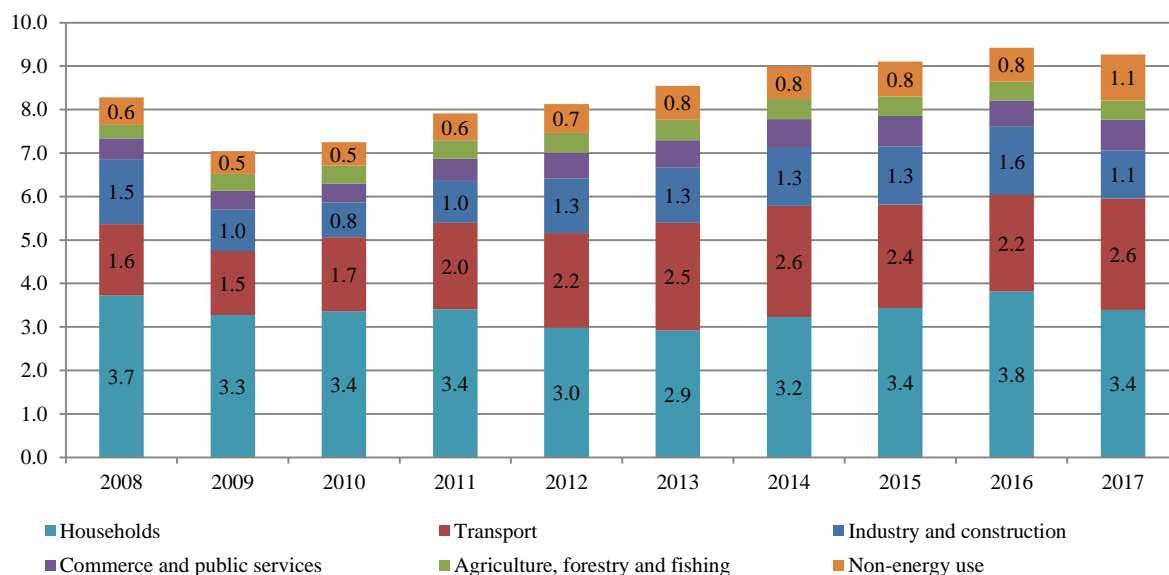 10.0
9.0
8.0
7.0
6.0
5.0
4.0
3.0
2.0
1.0
0.0
0.6 0.5 0.5 0.6 0.7 0.8 0.8 0.8 0.8 1.1
1.5 1.0 0.8 1.0 1.3 1.3 1.3 1.3 1.6 1.1
1.6 1.5 1.7 2.0 2.2 2.5 2.6 2.4 2.2 2.6
3.7 3.3 3.4 3.4 3.0 2.9 3.2 3.4 3.8 3.4
2008 2009 2010 2011 2012 2013 2014 2015 2016 2017
Households Transport Industry and construction
Commerce and public services Agriculture, forestry and fishing Non-energy use